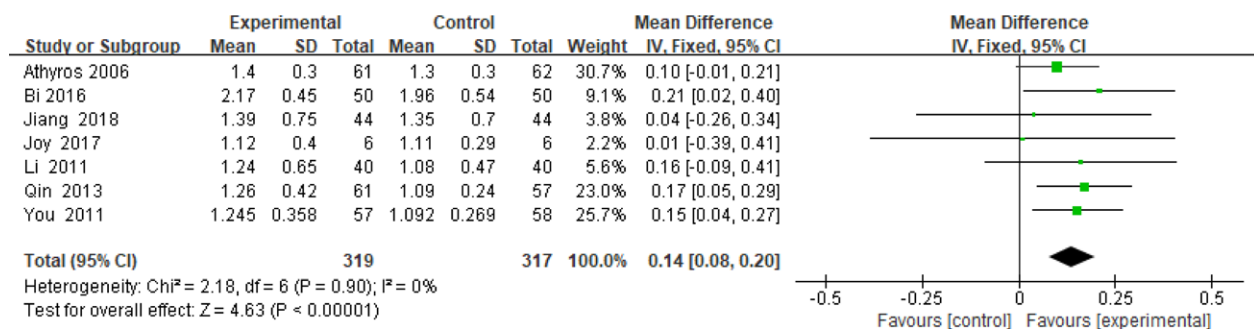 Experimental Control Mean Difference Mean Difference
Study or Subgroup Mean SD Total Mean SD Total Weight IV, Fixed, 95% CI IV, Fixed, 95% CI
Athyros 2006 1.4 0.3 61 1.3 0.3 62 30.7% 0.10 [-0.01, 0.21]
Bi 2016 2.17 0.45 50 1.96 0.54 50 9.1% 0.21 [0.02, 0.40]
Jiang 2018 1.39 0.75 44 1.35 0.7 44 3.8% 0.04 [-0.26, 0.34]
Joy 2017 1.12 0.4 6 1.11 0.29 6 2.2% 0.01 [-0.39, 0.41]
Li 2011 1.24 0.65 40 1.08 0.47 40 5.6% 0.16 [-0.09, 0.41]
Qin 2013 1.26 0.42 61 1.09 0.24 57 23.0% 0.17 [0.05, 0.29]
You 2011 1.245 0.358 57 1.092 0.269 58 25.7% 0.15 [0.04, 0.27]
Total (95% CI) 319 317 100.0% 0.14 [0.08, 0.20]
Heterogeneity: Chi² = 2.18, df = 6 (P = 0.90); I² = 0%
Test for overall effect: Z = 4.63 (P < 0.00001)
-0.5 -0.25 0 0.25 0.5
Favours [control] Favours [experimental]